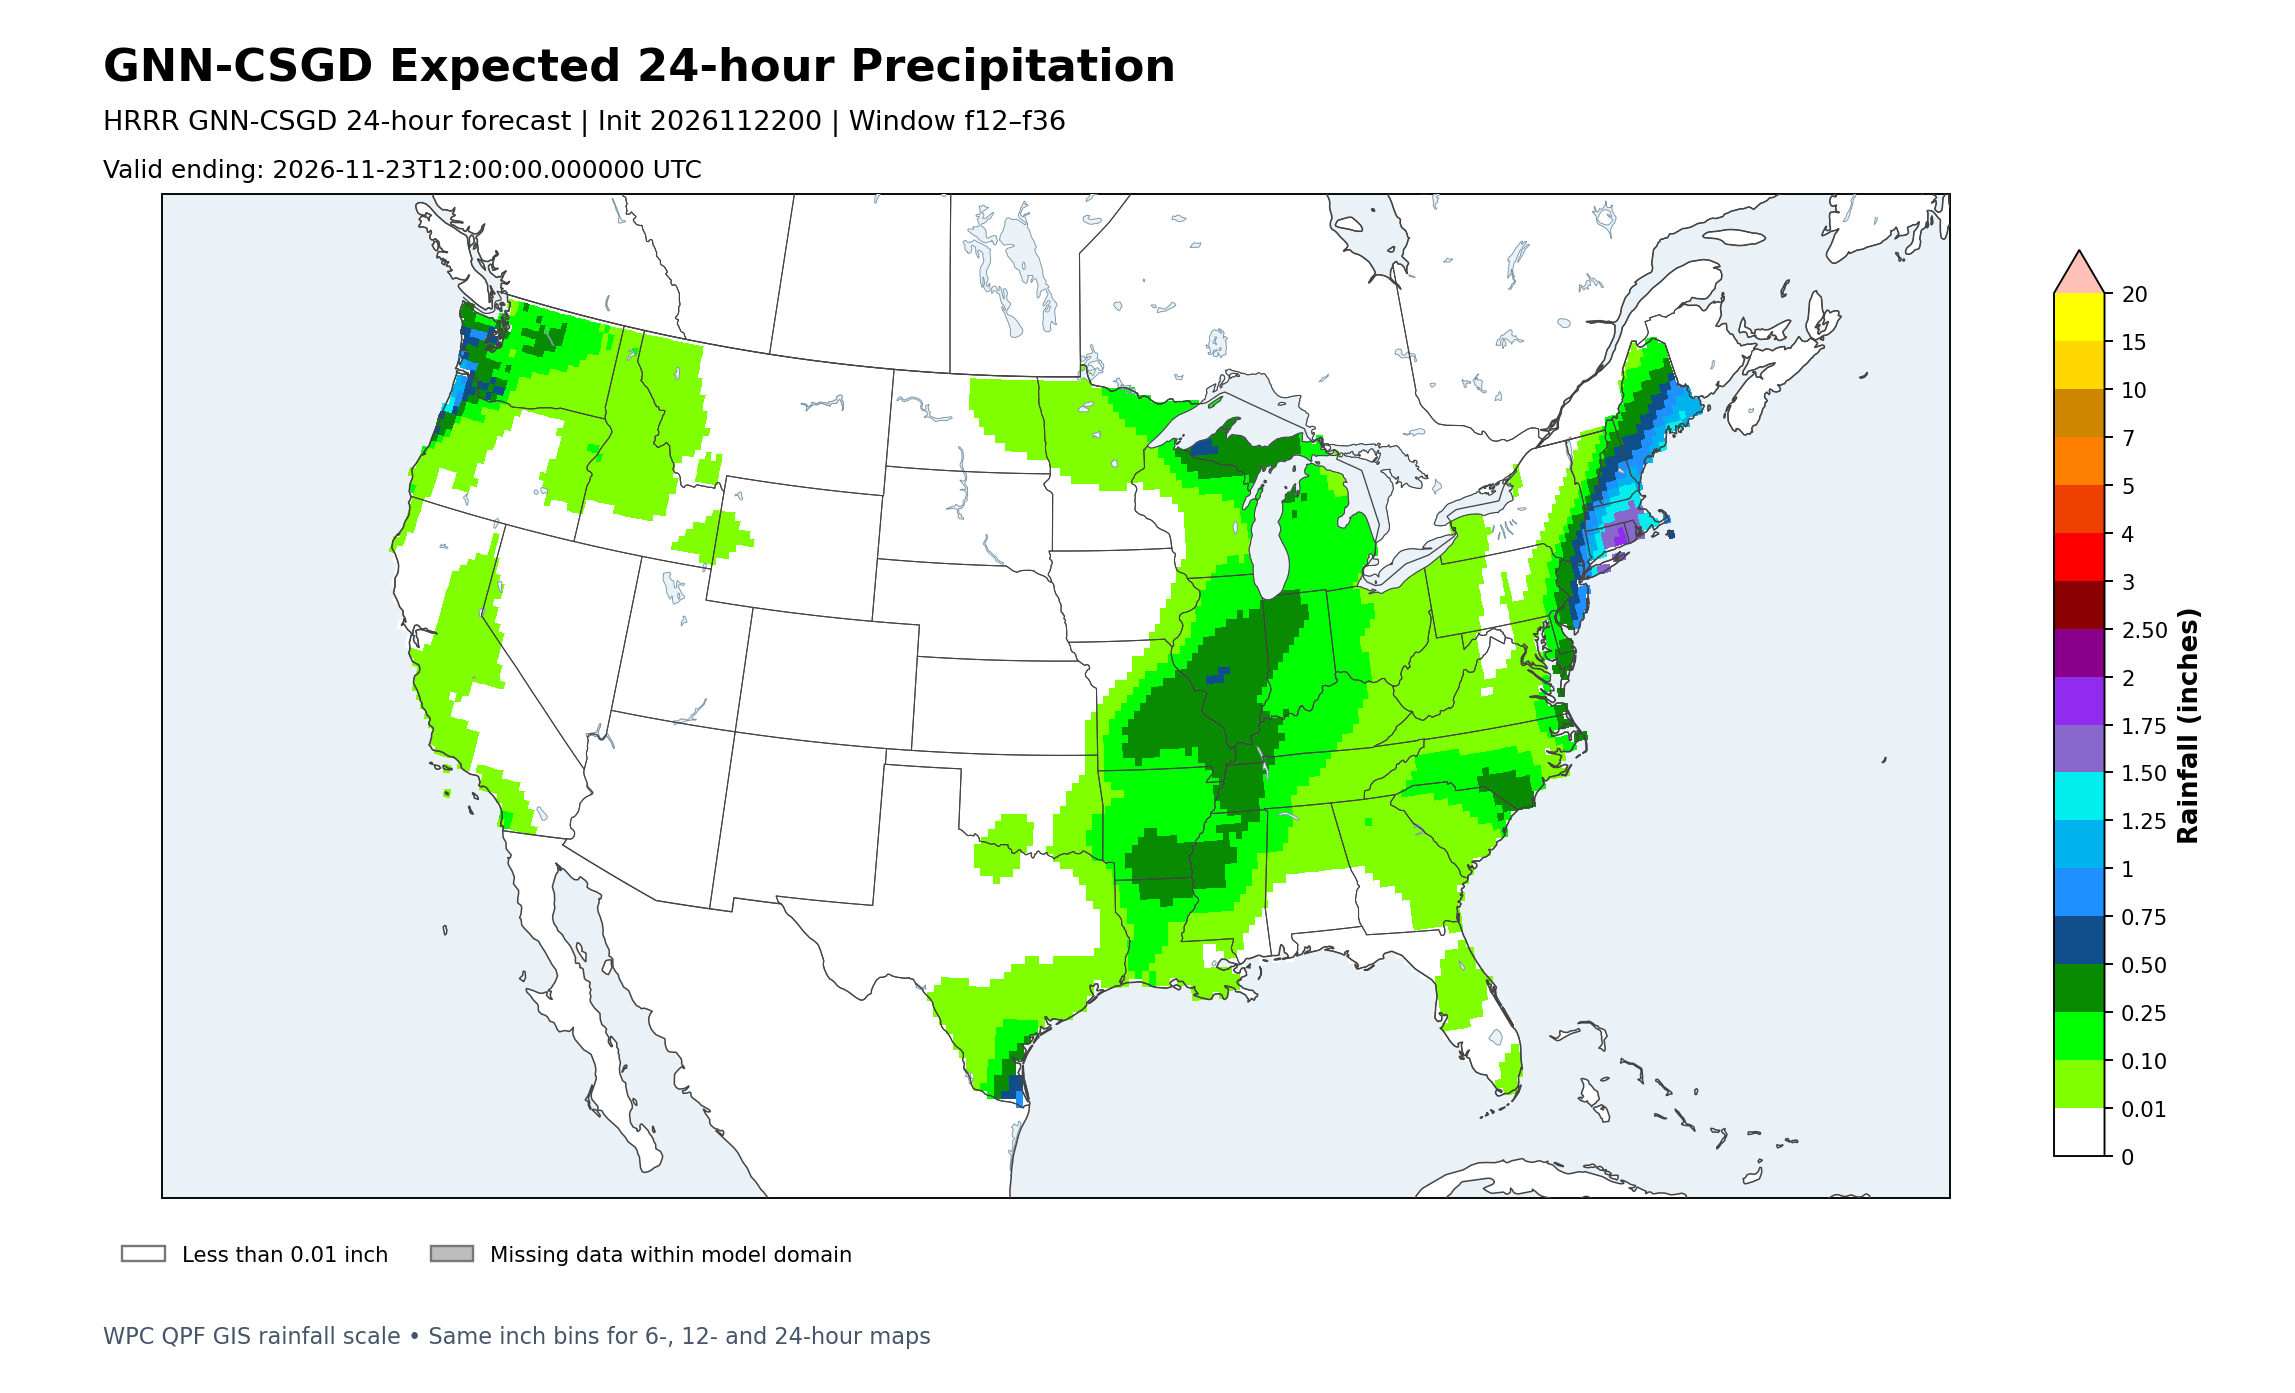 GNN-CSGD Expected 24-hour Precipitation
HRRR GNN-CSGD 24-hour forecast | Init 2026112200 | Window f12–f36
Valid ending: 2026-11-23T12:00:00.000000 UTC
20
15
10
7
5
4
3
2.50
2
1.75
1.50
1.25
1
0.75
0.50
0.25
0.10
0.01
0
Rainfall (inches)
Less than 0.01 inch
Missing data within model domain
WPC QPF GIS rainfall scale • Same inch bins for 6-, 12- and 24-hour maps